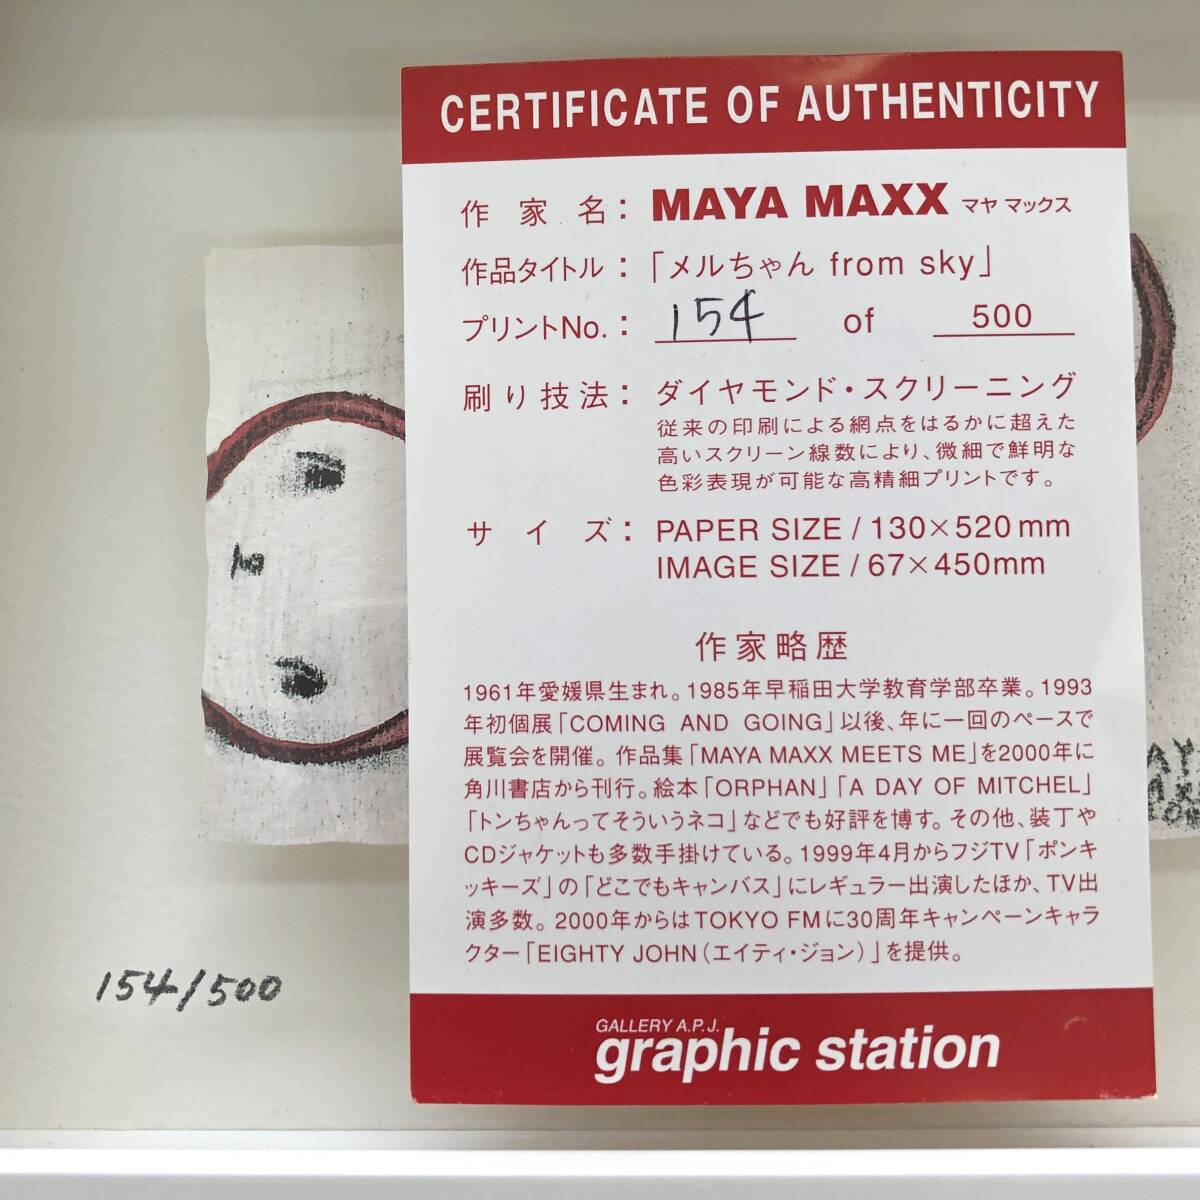 CERTIFICATE OF AUTHENTICITY
作家名: MAYA MAXX マヤ マックス
作品タイトル:「メルちゃん from sky」
プリントNo.: 154 of 500
刷り技法: ダイヤモンド・スクリーニング
従来の印刷による網点をはるかに超えた
高いスクリーン線数により、微細で鮮明な
色彩表現が可能な高精細プリントです。
サイズ: PAPER SIZE / 130×520mm
IMAGE SIZE / 67×450mm
作家略歴
1961年愛媛県生まれ。1985年早稲田大学教育学部卒業。1993
年初個展「COMING AND GOING」以後、年に一回のペースで
展覧会を開催。作品集「MAYA MAXX MEETS ME」を2000年に
角川書店から刊行。絵本「ORPHAN」「A DAY OF MITCHEL」
「トンちゃんってそういうネコ」などでも好評を博す。その他、装丁や
CDジャケットも多数手掛けている。1999年4月からフジTV「ポンキ
ッキーズ」の「どこでもキャンバス」にレギュラー出演したほか、TV出
演多数。2000年からはTOKYO FMに30周年キャンペーンキャラ
クター「EIGHTY JOHN(エイティ・ジョン)」を提供。
GALLERY A.P.J.
graphic station
154/500